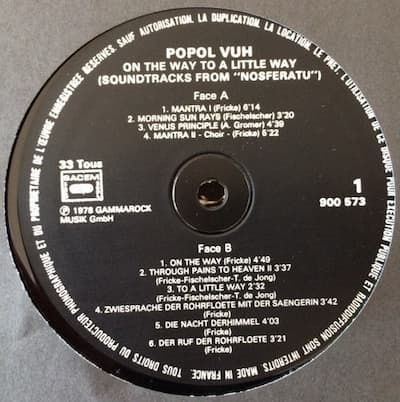 POPOL VUH
ON THE WAY TO A LITTLE WAY
(SOUNDTRACKS FROM "NOSFERATU")
Face A
1. MANTRA I (Fricke) 6'14
2. MORNING SUN RAYS (Fischelscher) 3'20
3. VENUS PRINCIPLE (A. Gromer) 4'39
4. MAHTRA II - Choir - (Fricke) 6'22
33 Tous
SACEM
℗ 1978 GAMMAROCK
MUSIK GmbH
1
900 573
Face B
1. ON THE WAY (Fricke) 4'49
2. THROUGH PAINS TO HEAVEN II 3'37
(Fricke-Fischelscher-T. de Jong)
3. TO A LITTLE WAY 2'32
(Fricke-Fischelscher-T. de Jong)
4. ZWIESPRACHE DER ROHRFLOETE MIT DER SAENGERIN 3'42
(Fricke)
5. DIE NACHT DERHIMMEL 4'03
(Fricke)
6. DER RUF DER ROHRFLOETE 3'21
(Fricke)
TOUS DROITS DU PRODUCTEUR PHONOGRAPHIQUE ET DU PROPRIETAIRE DE L'ŒUVRE ENREGISTREE RESERVES. SAUF AUTORISATION, LA DUPLICATION, LA LOCATION, LE PRET, L'UTILISATION DE CE DISQUE POUR EXECUTION PUBLIQUE ET RADIODIFFUSION SONT INTERDITS. MADE IN FRANCE.